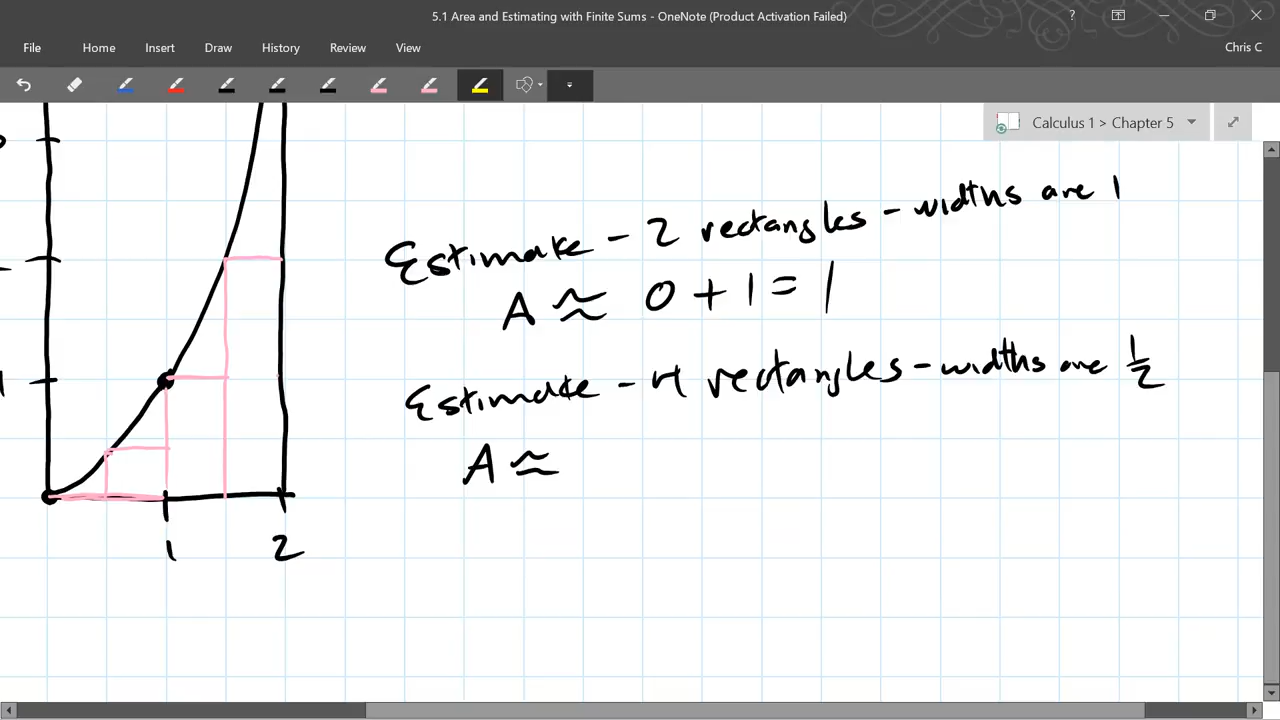 5.1 Area and Estimating with Finite Sums - OneNote (Product Activation Failed)
?
File Home Insert Draw History Review View
Chris C
Calculus 1 > Chapter 5
Estimate - 2 rectangles - widths are 1
A ≈ 0 + 1 = 1
Estimate - 4 rectangles - widths are 1/2
A ≈
1 2